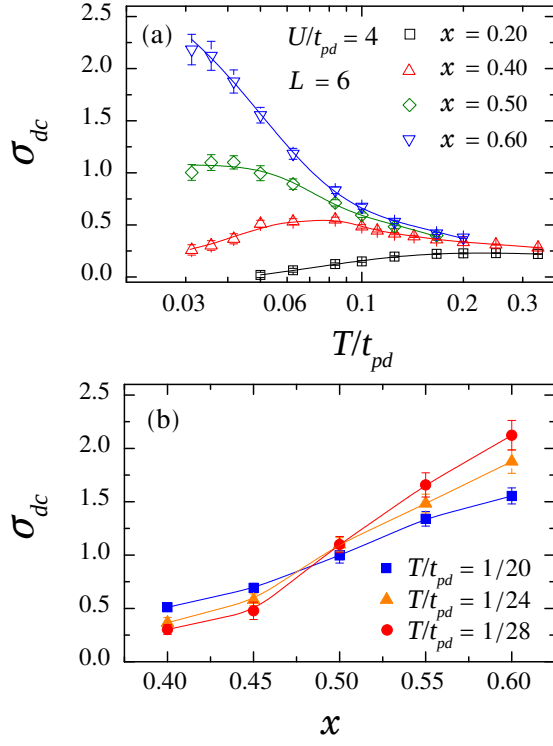 (a)
U/t_pd = 4
L = 6
x = 0.20
x = 0.40
x = 0.50
x = 0.60
σ_dc
2.5
2.0
1.5
1.0
0.5
0.0
0.03 0.06 0.1 0.2 0.3
T/t_pd
(b)
σ_dc
2.5
2.0
1.5
1.0
0.5
0.0
T/t_pd = 1/20
T/t_pd = 1/24
T/t_pd = 1/28
0.40 0.45 0.50 0.55 0.60
x